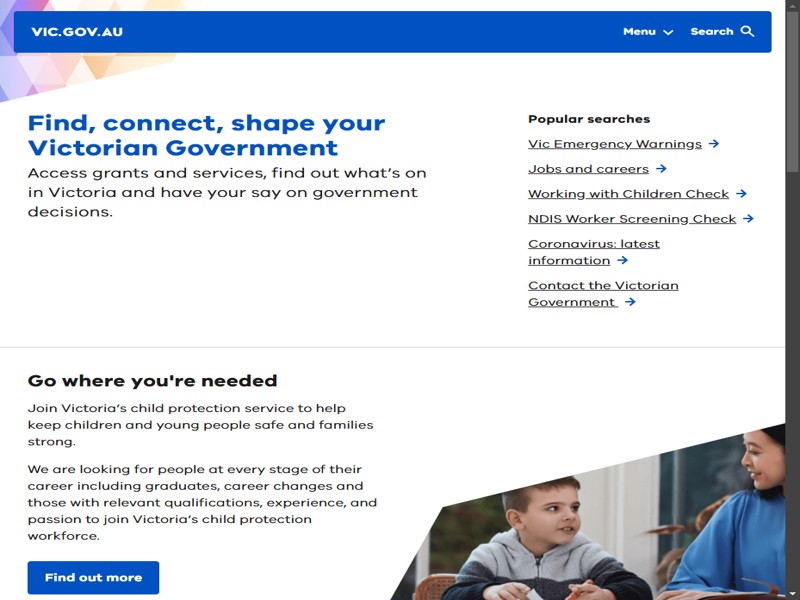 VIC.GOV.AU
Menu
Search
Find, connect, shape your
Victorian Government
Access grants and services, find out what's on
in Victoria and have your say on government
decisions.
Popular searches
Vic Emergency Warnings
Jobs and careers
Working with Children Check
NDIS Worker Screening Check
Coronavirus: latest
information
Contact the Victorian
Government
Go where you're needed
Join Victoria's child protection service to help
keep children and young people safe and families
strong.
We are looking for people at every stage of their
career including graduates, career changes and
those with relevant qualifications, experience, and
passion to join Victoria's child protection
workforce.
Find out more